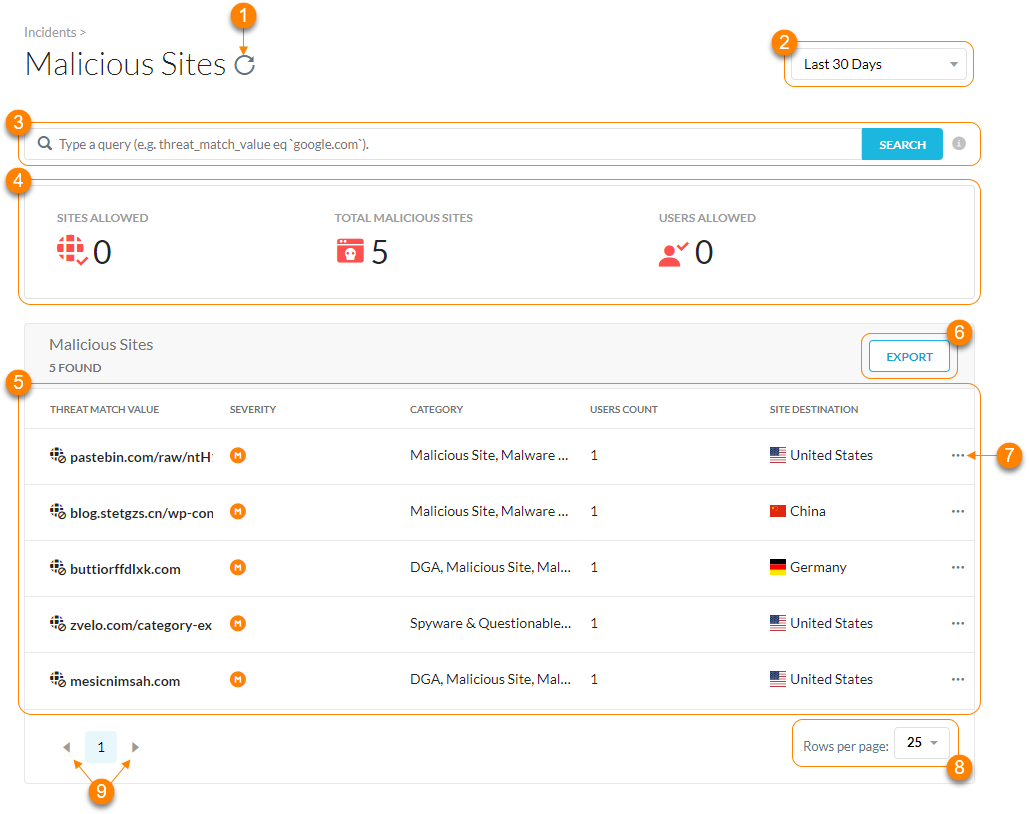 1
Incidents >
Malicious Sites
2
Last 30 Days
3
Type a query (e.g. threat_match_value eq `google.com`).
SEARCH
i
4
SITES ALLOWED TOTAL MALICIOUS SITES USERS ALLOWED
0 5 0
6
Malicious Sites
5 FOUND
EXPORT
5
THREAT MATCH VALUE SEVERITY CATEGORY USERS COUNT SITE DESTINATION
pastebin.com/raw/ntH M Malicious Site, Malware ... 1 United States ... 7
blog.stetgzs.cn/wp-con M Malicious Site, Malware ... 1 China ...
buttiorffdlxk.com M DGA, Malicious Site, Mal... 1 Germany ...
zvelo.com/category-ex M Spyware & Questionable... 1 United States ...
mesicnimsah.com M DGA, Malicious Site, Mal... 1 United States ...
1
Rows per page: 25
8
9